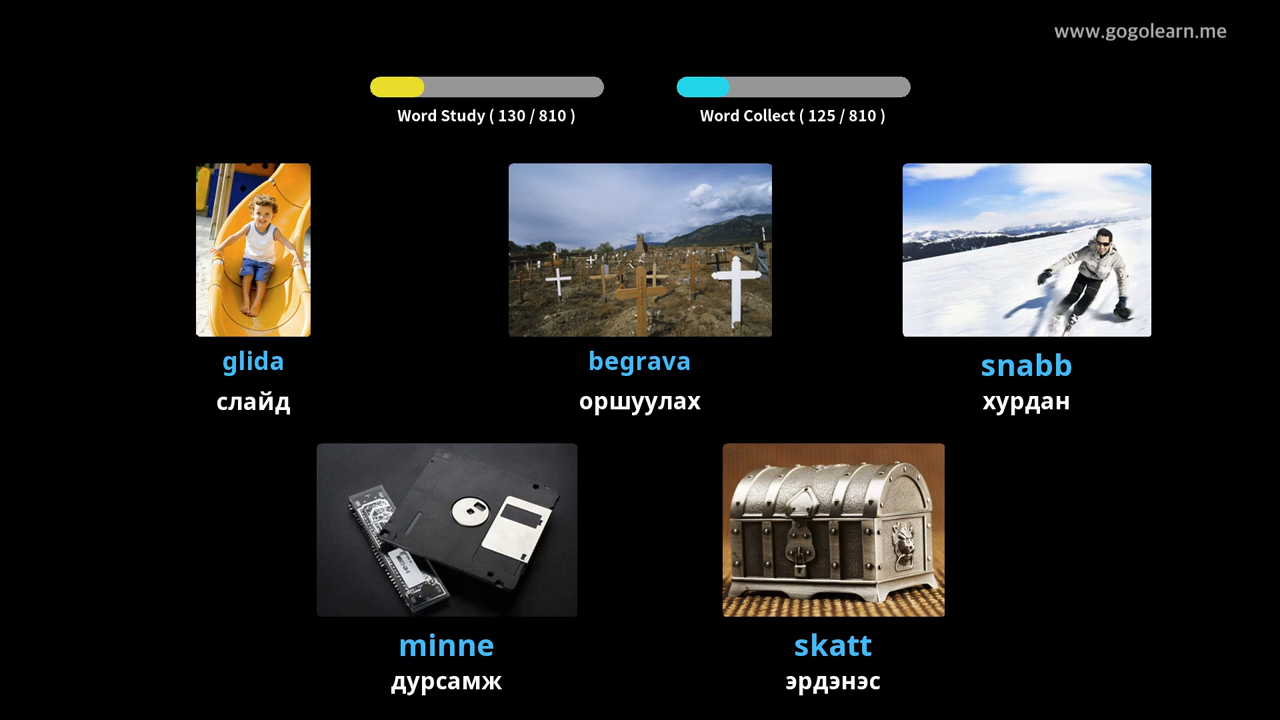 www.gogolearn.me
Word Study ( 130 / 810 )
Word Collect ( 125 / 810 )
glida
слайд
begrava
оршуулах
snabb
хурдан
minne
дурсамж
skatt
эрдэнэс